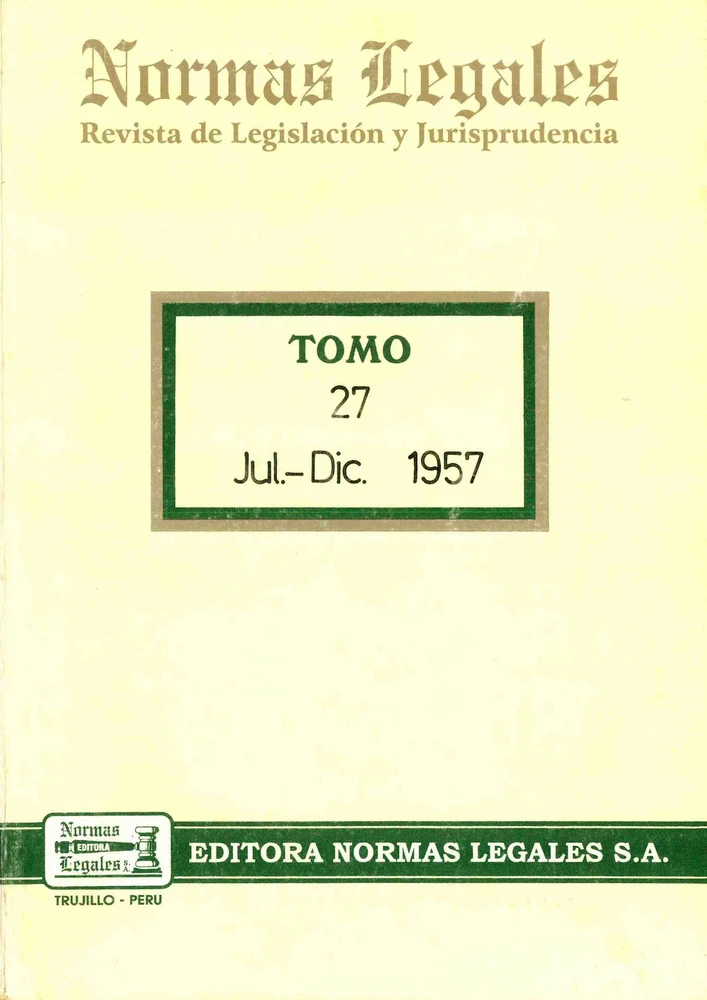 Normas Legales
Revista de Legislación y Jurisprudencia
TOMO
27
Jul.-Dic. 1957
Normas
EDITORA
Legales S.A.
EDITORA NORMAS LEGALES S.A.
TRUJILLO - PERU